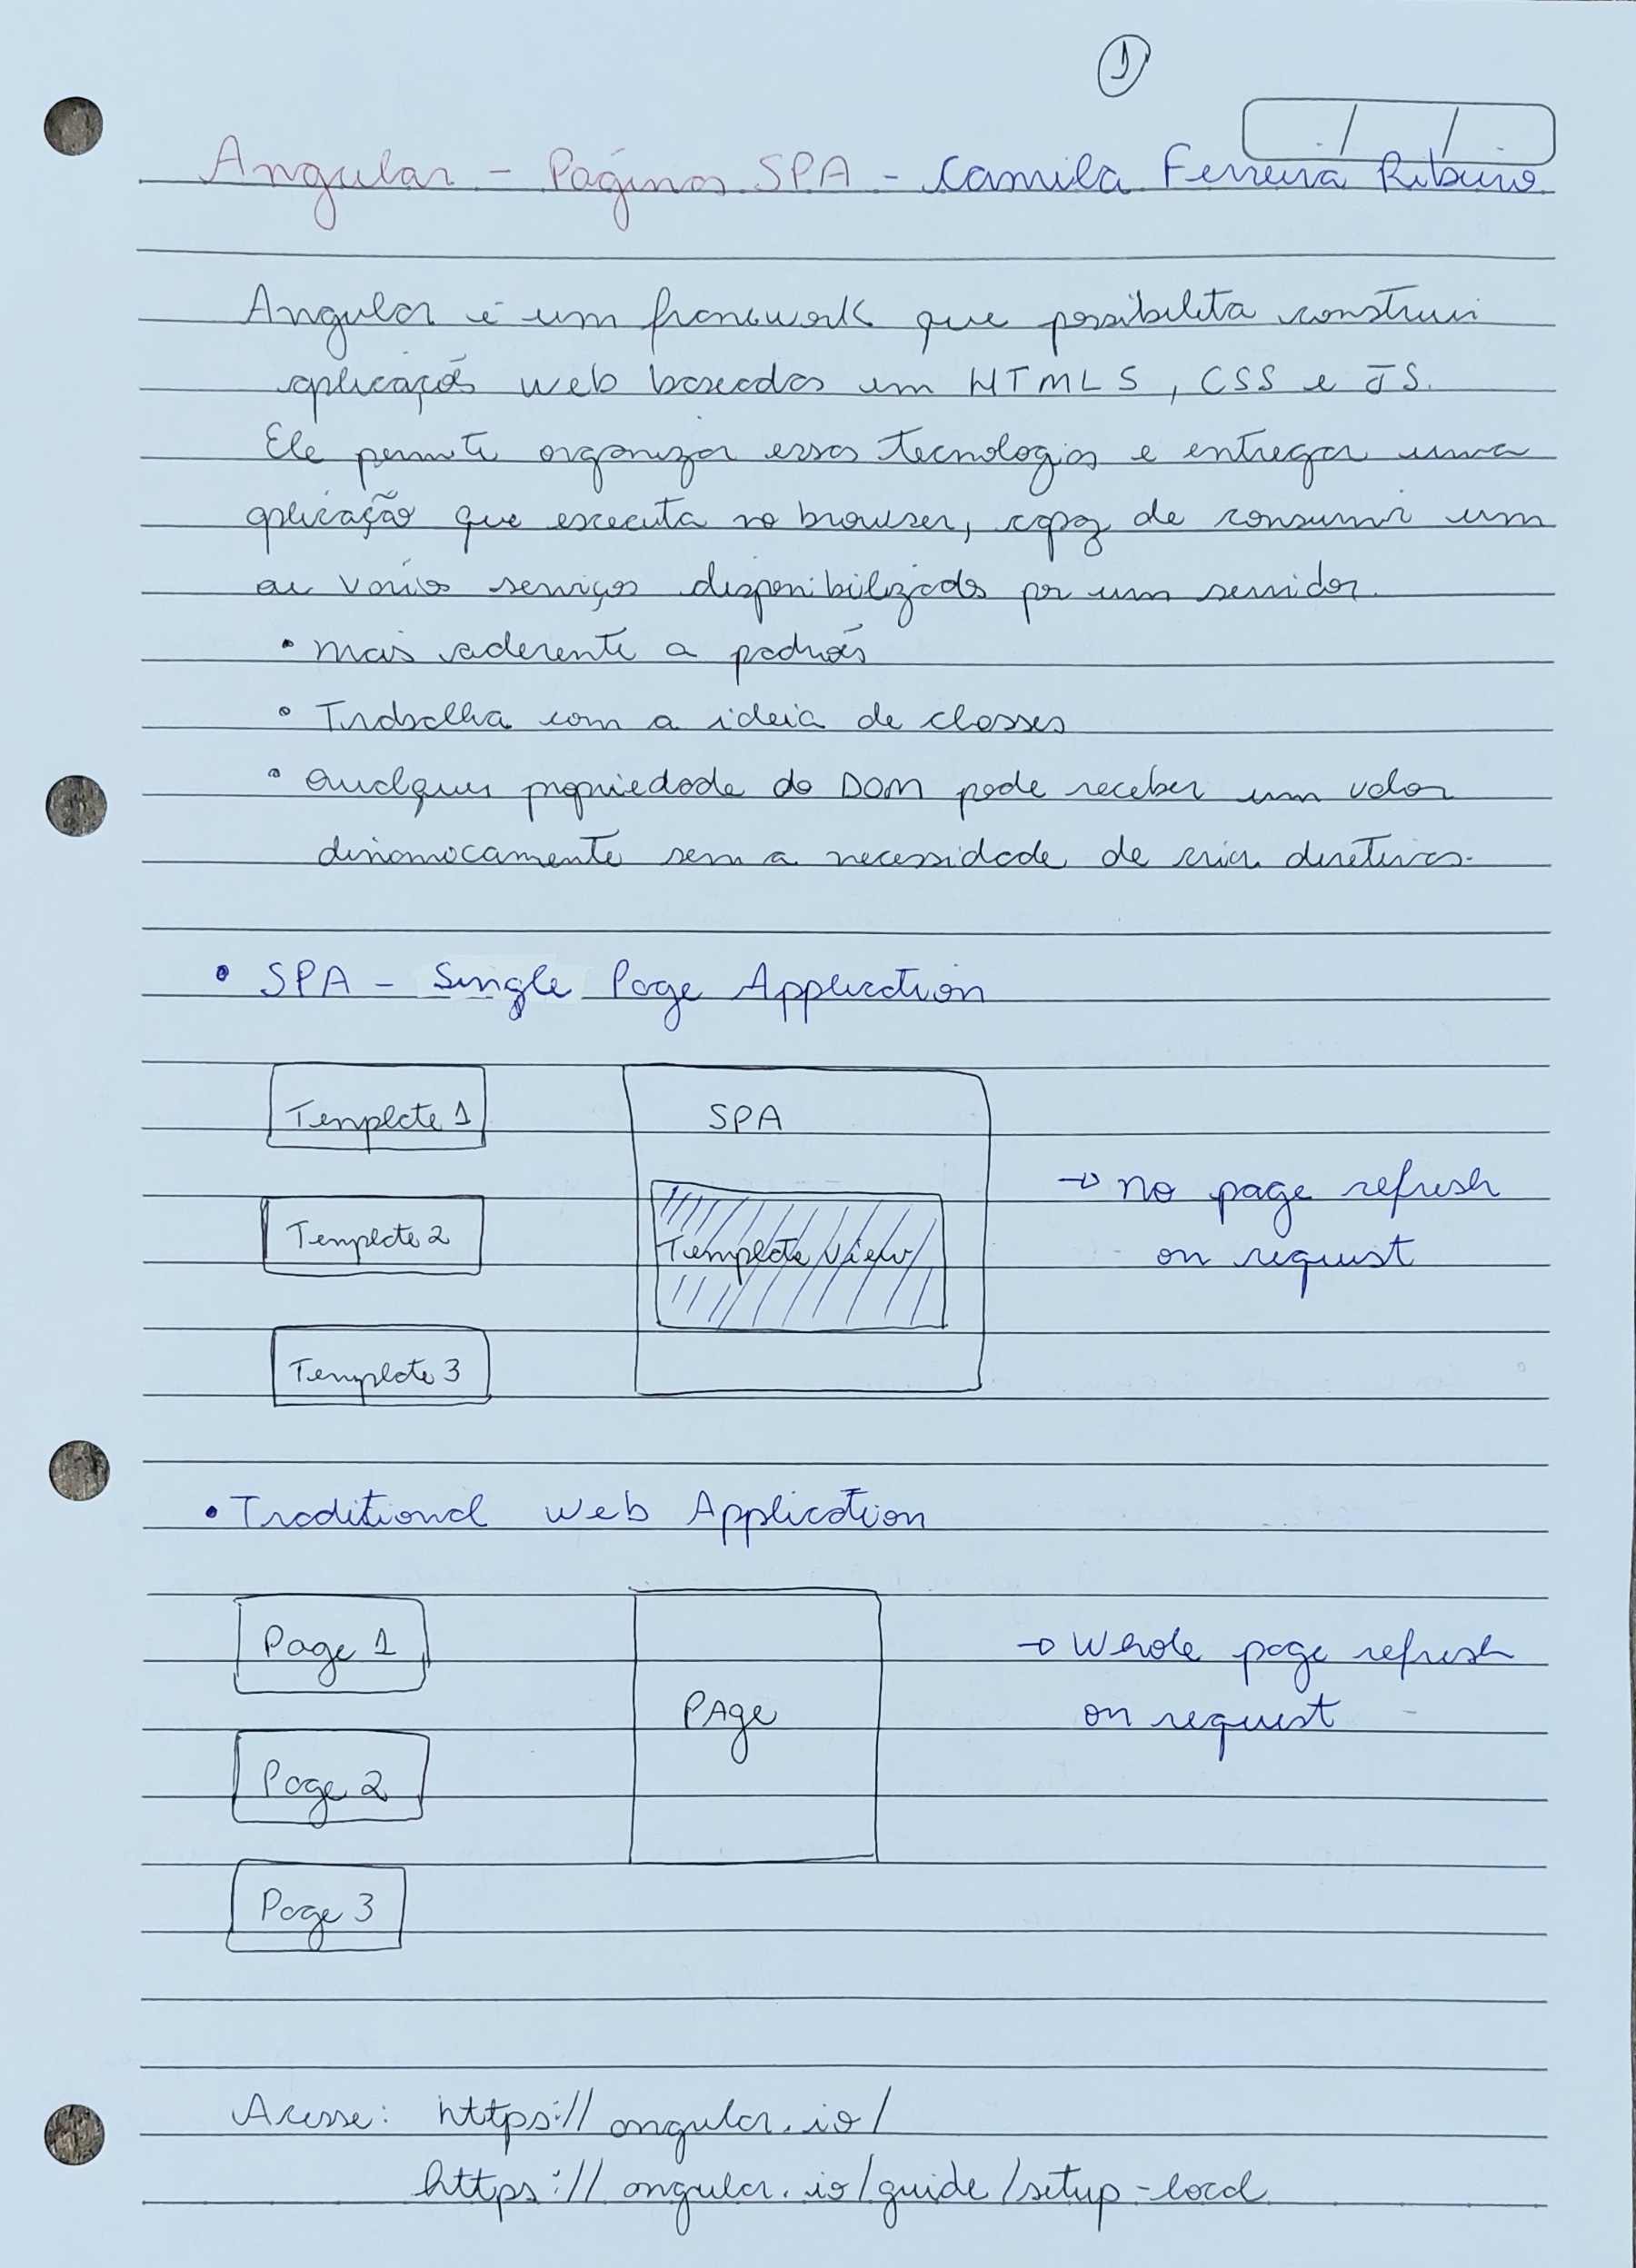 1
/ /
Angular - Páginas SPA - Camila Ferreira Ribeiro
Angular é um framework que possibilita construir
aplicações web baseadas em HTML5, CSS e JS.
Ele permite organizar essas tecnologias e entregar uma
aplicação que executa no browser, capaz de consumir um
ou vários serviços disponibilizados por um servidor.
• mais aderente a padrões
• Trabalha com a ideia de classes
• Qualquer propriedade do DOM pode receber um valor
dinamocamente sem a necessidade de criar diretivas.
• SPA - Single Page Application
Template 1
SPA
Template 2
Template View
→ No page refresh
on request
Template 3
• Traditional web Application
Page 1
PAge
→ Whole page refresh
on request
Page 2
Page 3
Acesse: https://angular.io/
https://angular.io/guide/setup-local